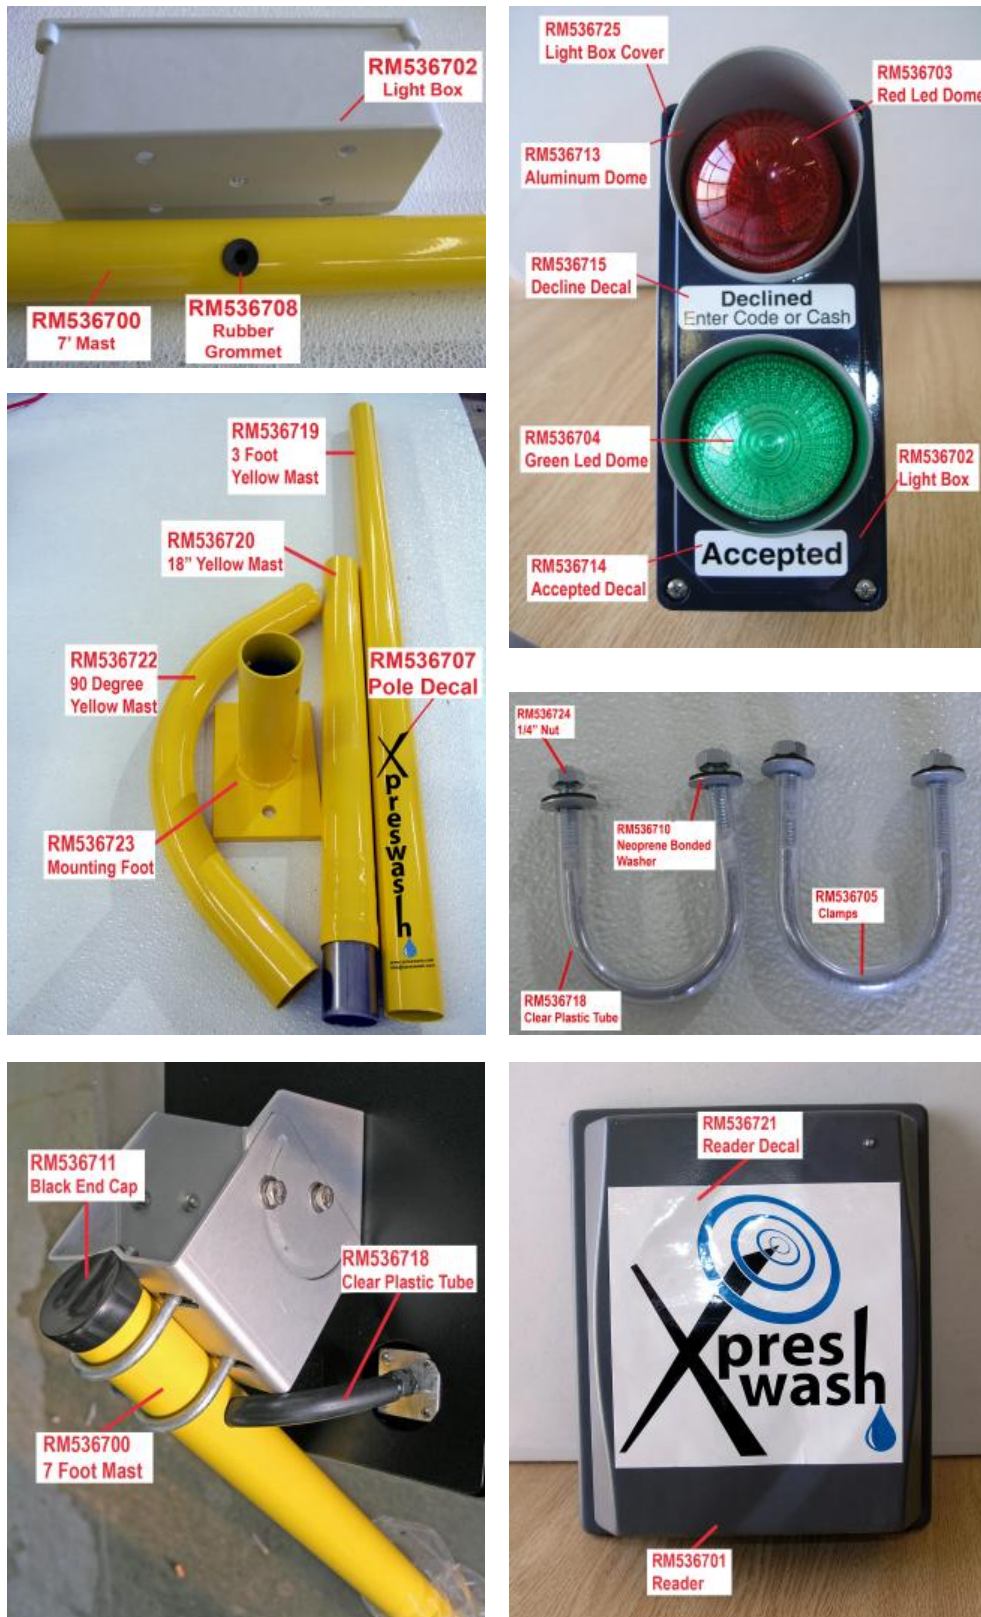 RM536702
Light Box
RM536700
7' Mast
RM536708
Rubber
Grommet
RM536725
Light Box Cover
RM536703
Red Led Dome
RM536713
Aluminum Dome
RM536715
Decline Decal
Declined
Enter Code or Cash
RM536704
Green Led Dome
RM536702
Light Box
RM536714
Accepted Decal
Accepted
RM536719
3 Foot
Yellow Mast
RM536720
18" Yellow Mast
RM536722
90 Degree
Yellow Mast
RM536707
Pole Decal
Xpreswash
RM536723
Mounting Foot
RM536724
1/4" Nut
RM536710
Neoprene Bonded
Washer
RM536705
Clamps
RM536718
Clear Plastic Tube
RM536711
Black End Cap
RM536718
Clear Plastic Tube
RM536700
7 Foot Mast
RM536721
Reader Decal
Xpres
wash
RM536701
Reader